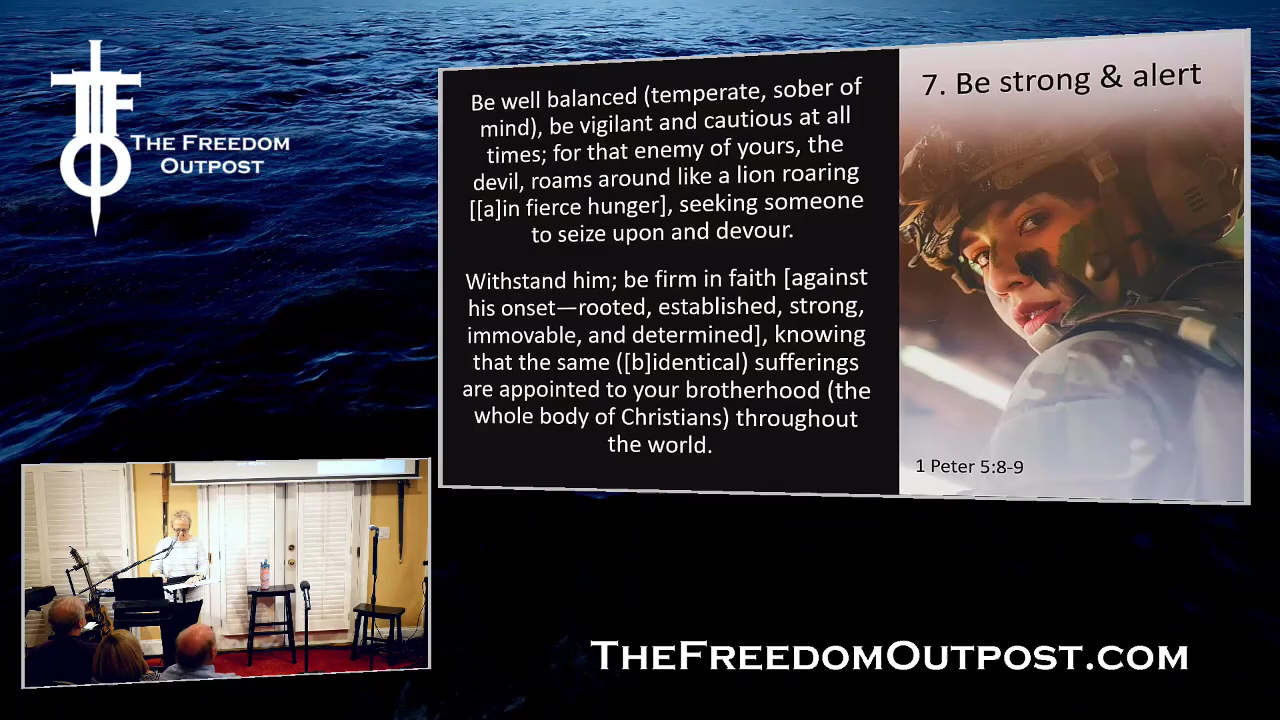 The Freedom
Outpost
Be well balanced (temperate, sober of
mind), be vigilant and cautious at all
times; for that enemy of yours, the
devil, roams around like a lion roaring
[[a]in fierce hunger], seeking someone
to seize upon and devour.
Withstand him; be firm in faith [against
his onset—rooted, established, strong,
immovable, and determined], knowing
that the same ([b]identical) sufferings
are appointed to your brotherhood (the
whole body of Christians) throughout
the world.
7. Be strong & alert
1 Peter 5:8-9
TheFreedomOutpost.com